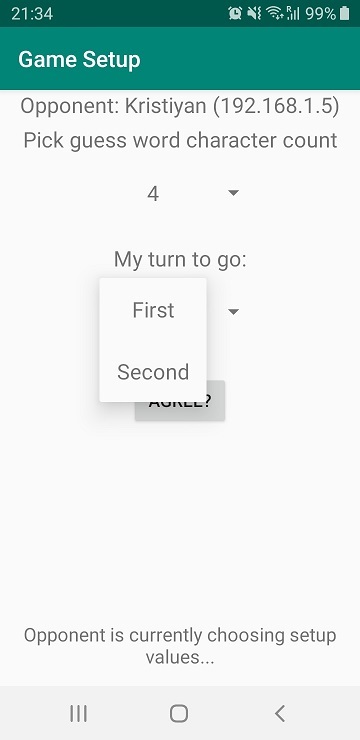 21:34
R
99%
Game Setup
Opponent: Kristiyan (192.168.1.5)
Pick guess word character count
4
My turn to go:
First
Second
AGREE?
Opponent is currently choosing setup
values...